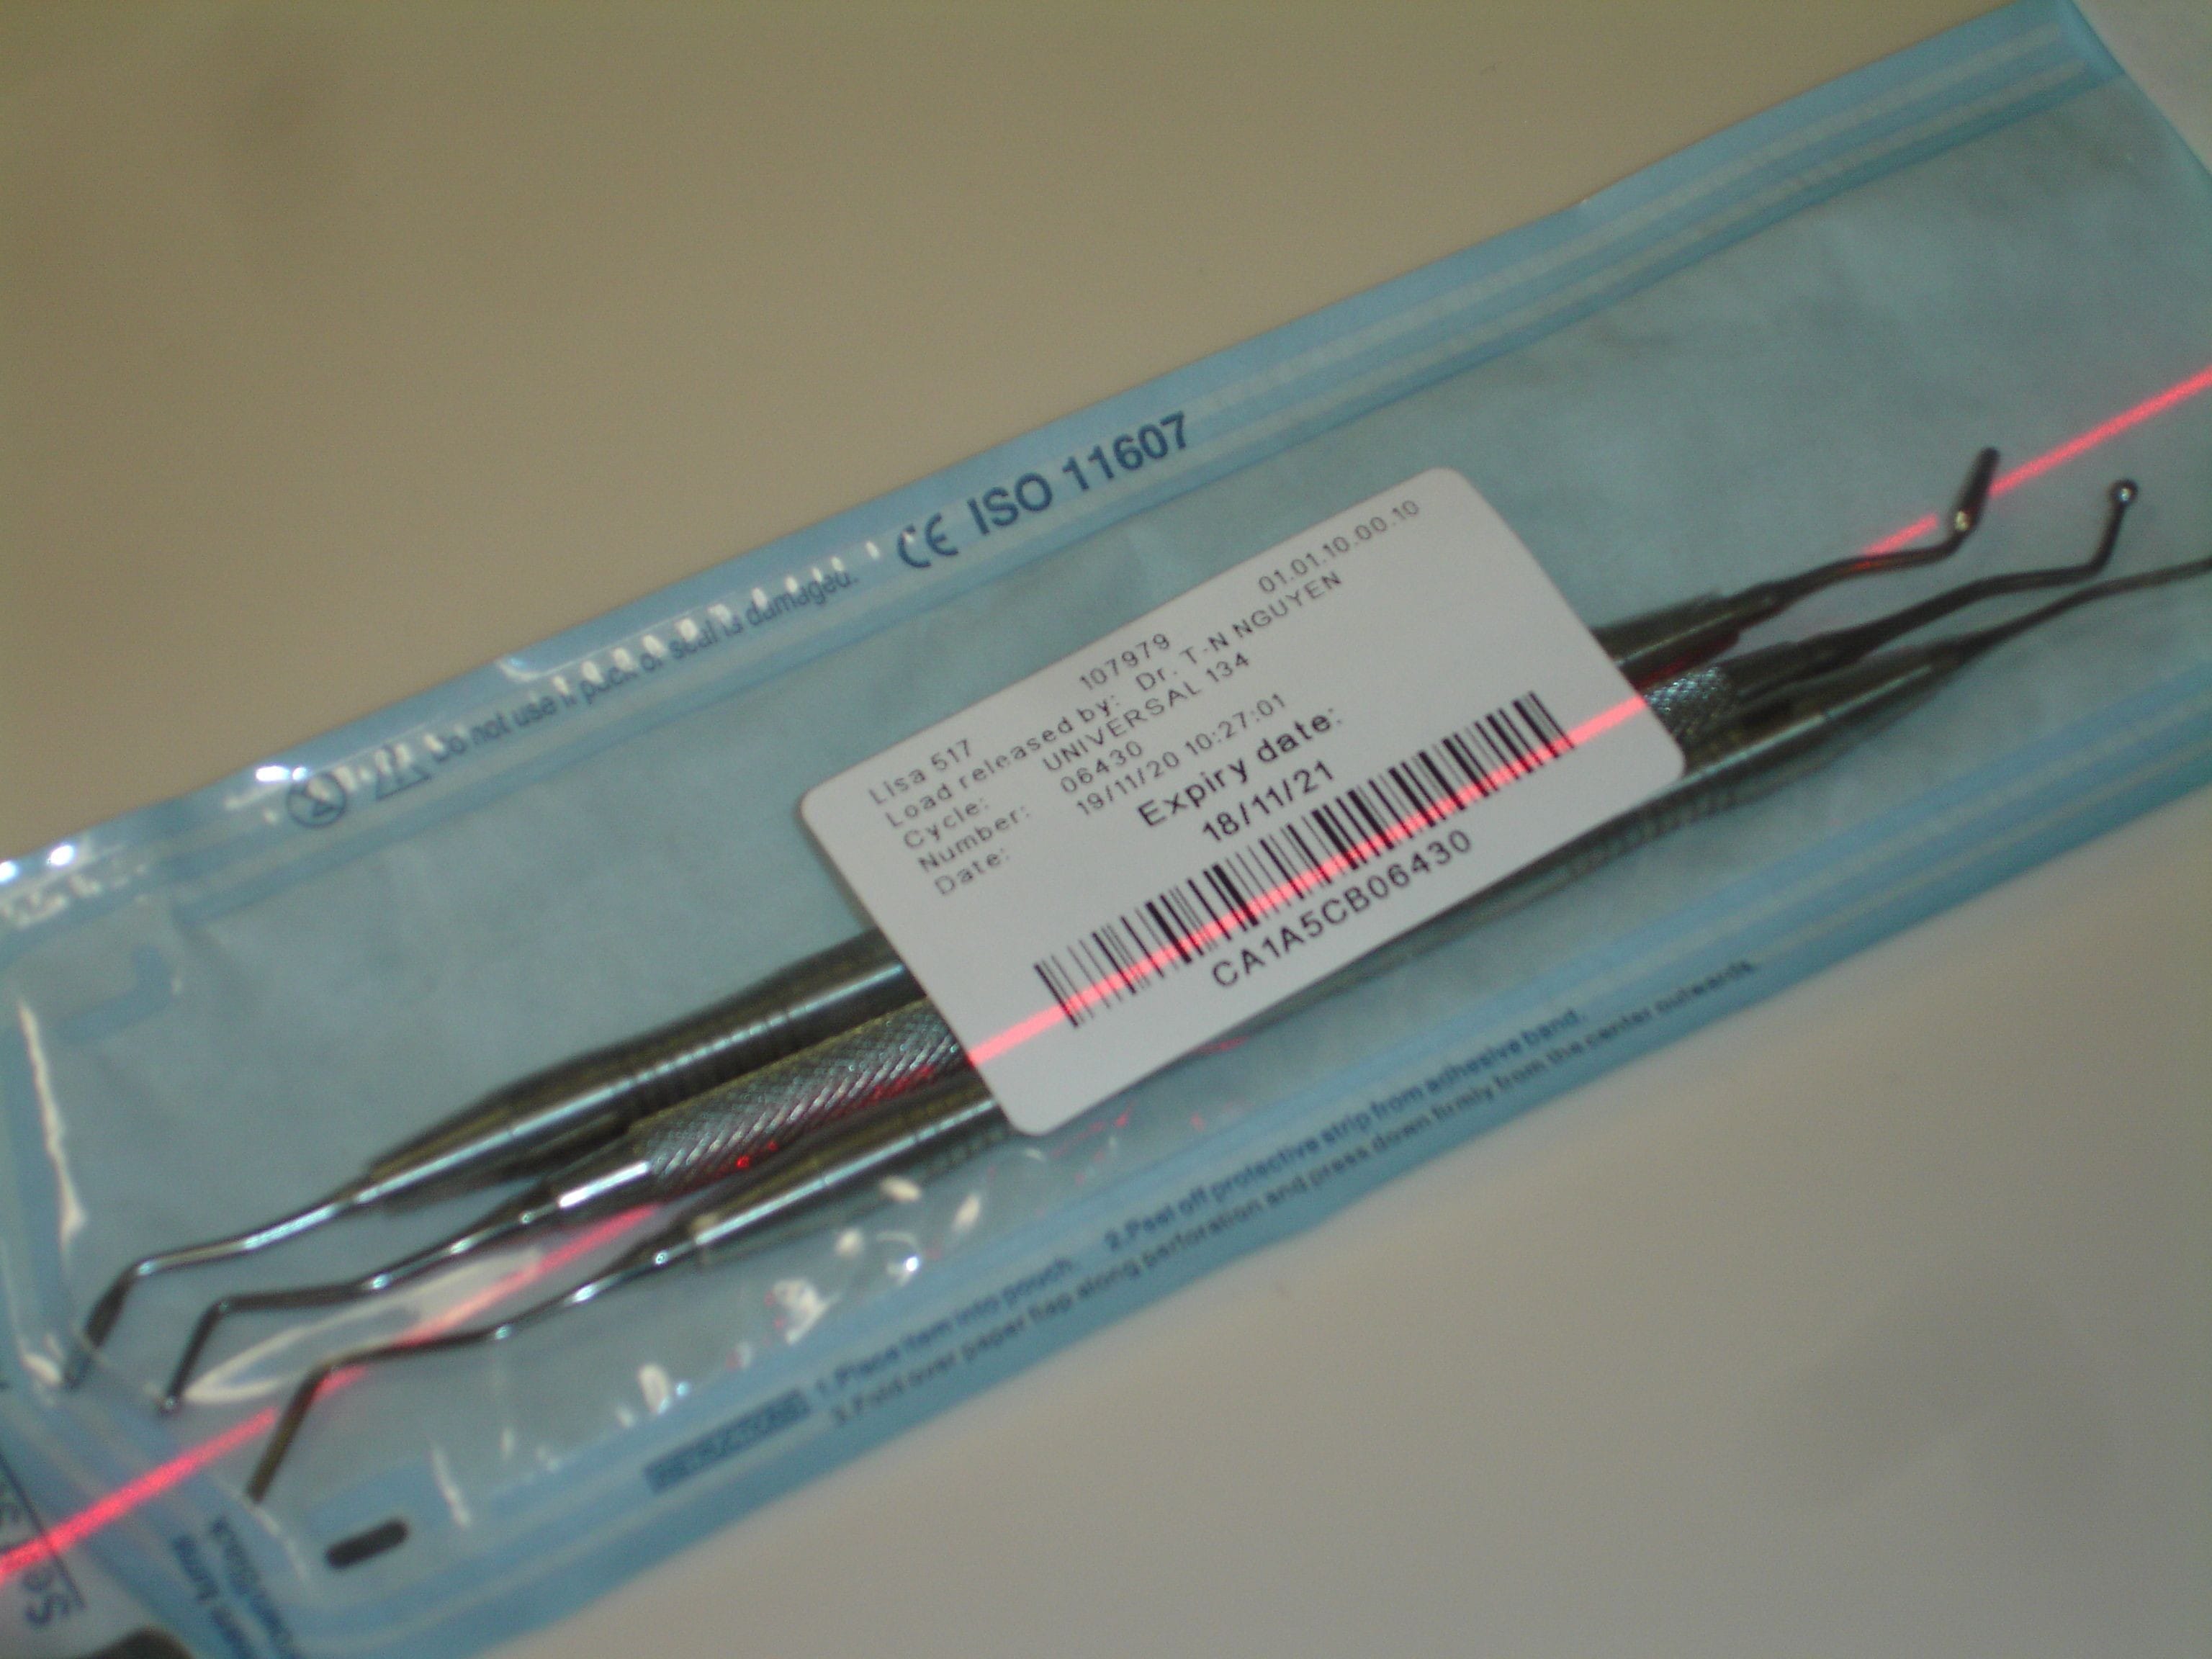 Do not use if pack or seal is damaged. CE ISO 11607
Lisa 517 107979 01.01.10.00.10
Load released by: Dr. T-N NGUYEN
Cycle: UNIVERSAL 134
Number: 06430
Date: 19/11/20 10:27:01
Expiry date:
18/11/21
CA1A5CB06430
INSTRUCTIONS 1.Place item into pouch. 2.Peel off protective strip from adhesive band.
3.Fold over paper flap along perforation and press down firmly from the center outwards.